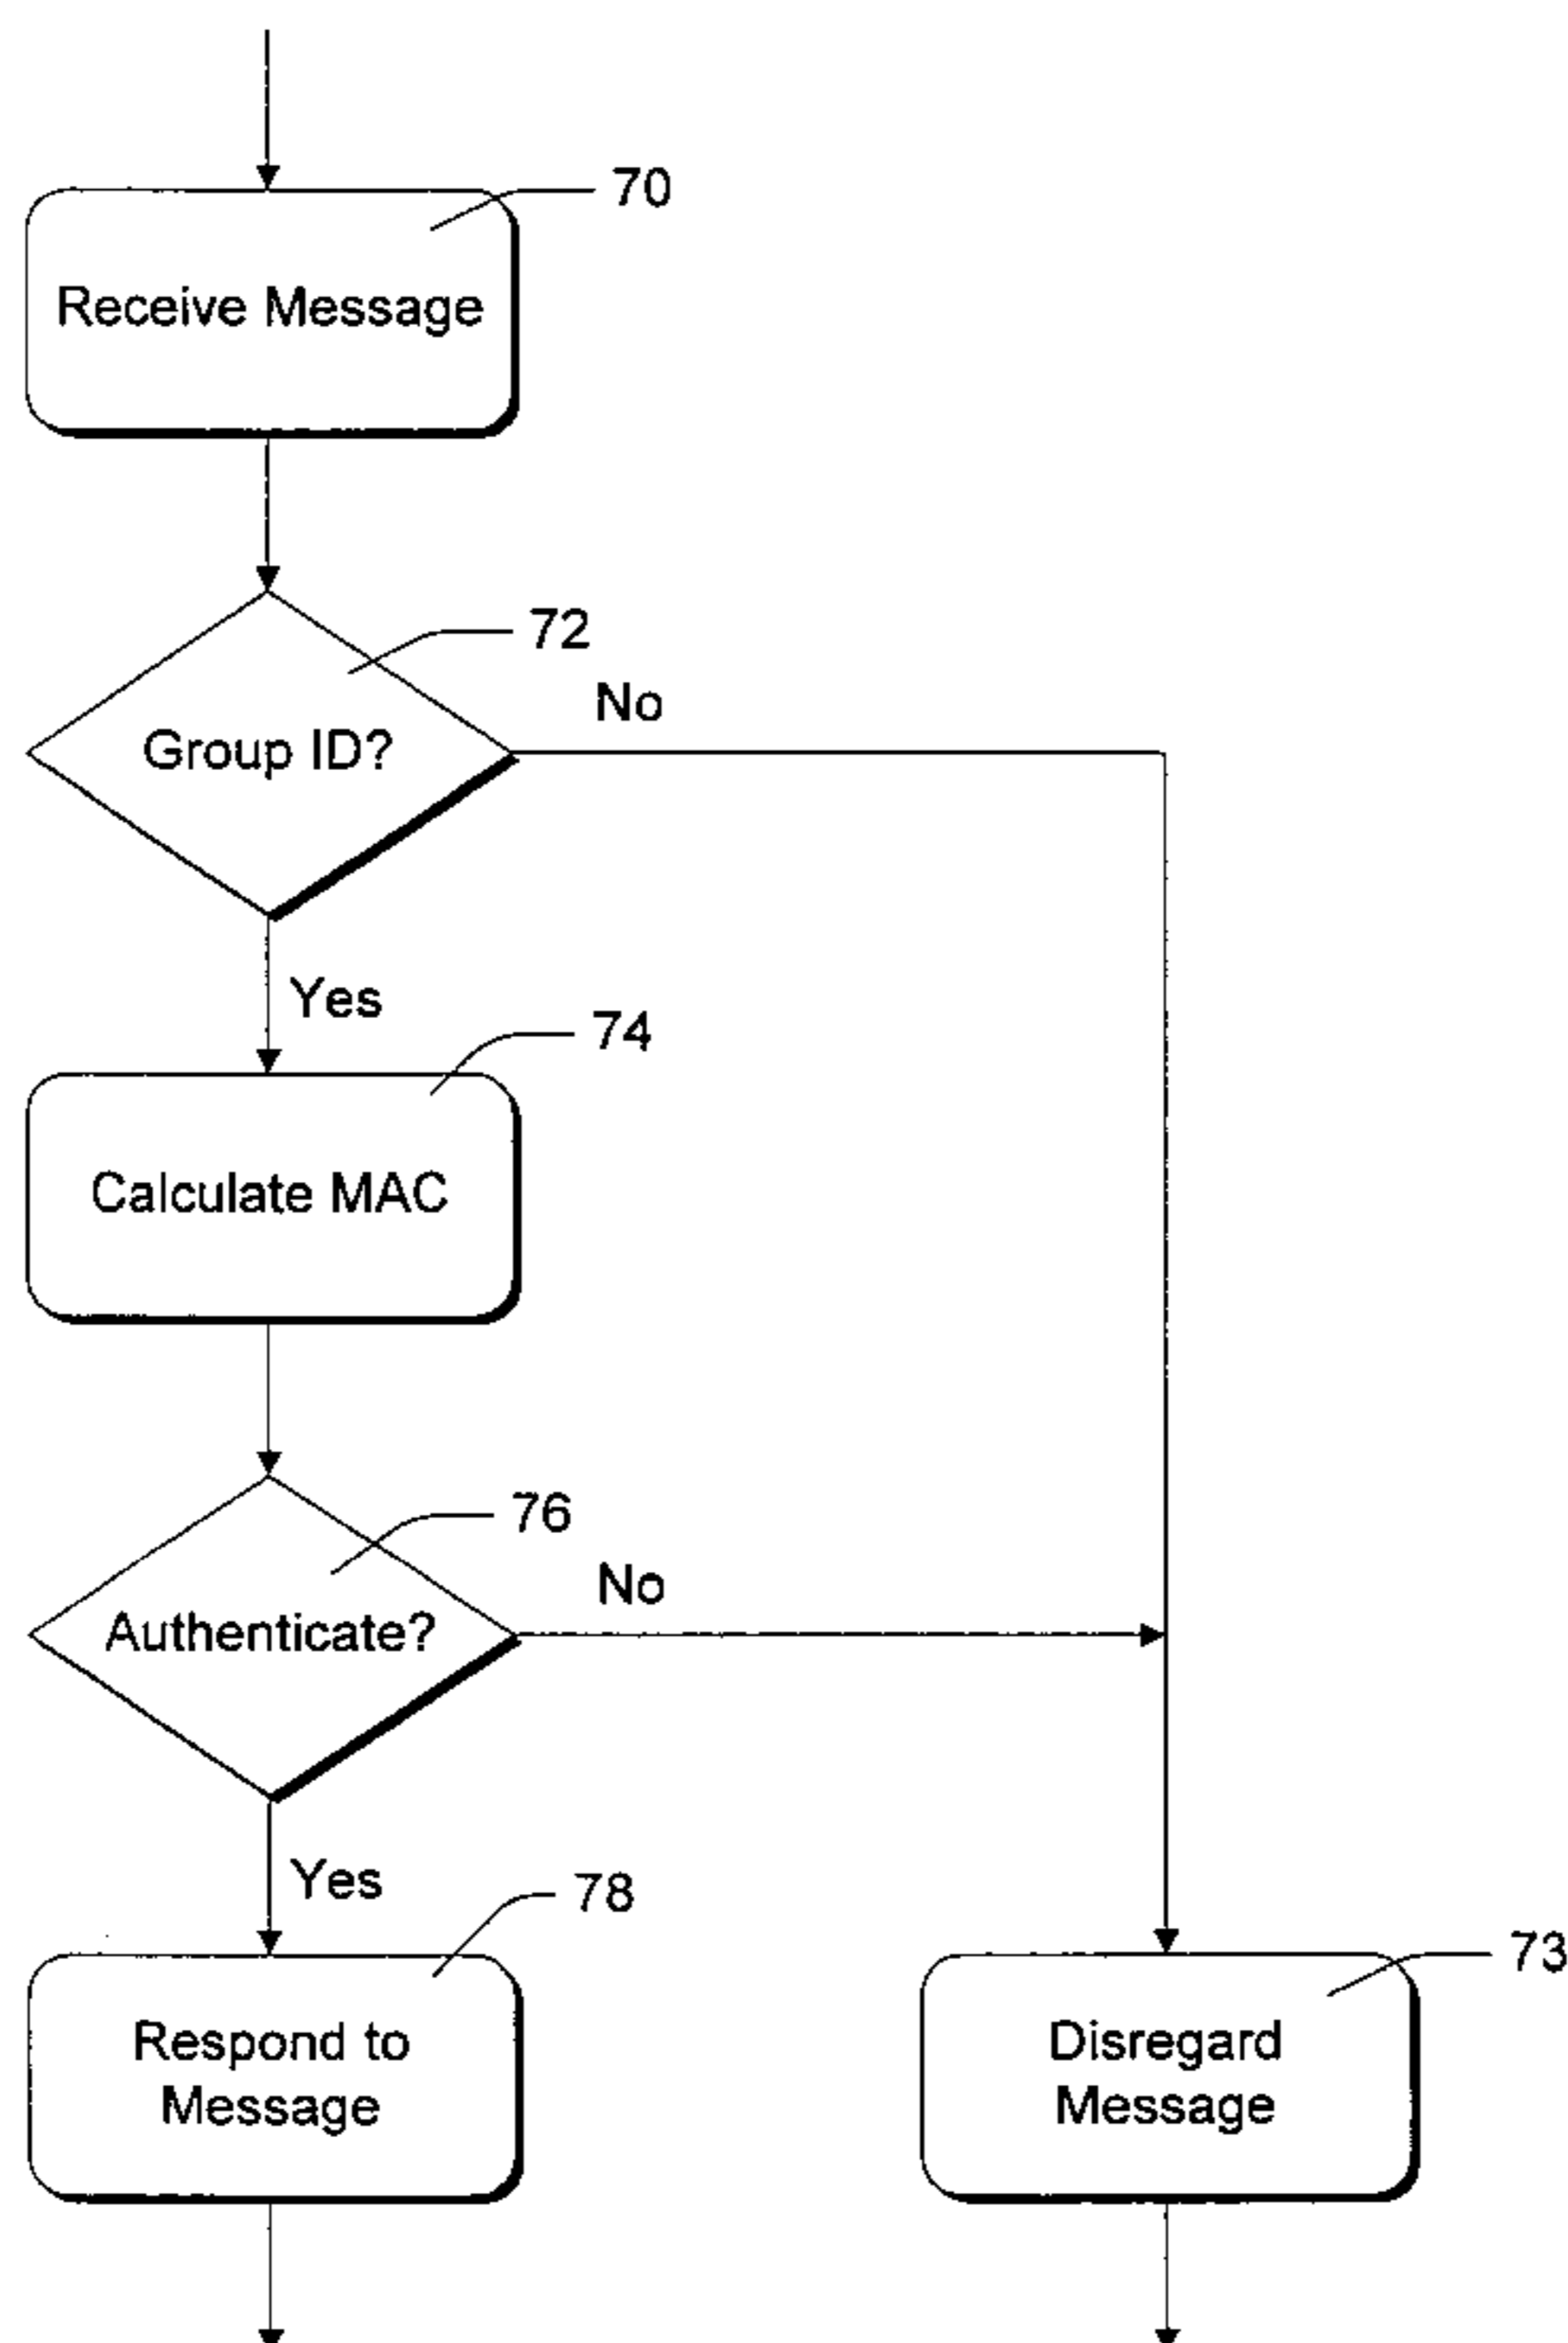 70
Receive Message
72
No
Group ID?
Yes
74
Calculate MAC
76
No
Authenticate?
Yes
78
Respond to
Message
73
Disregard
Message